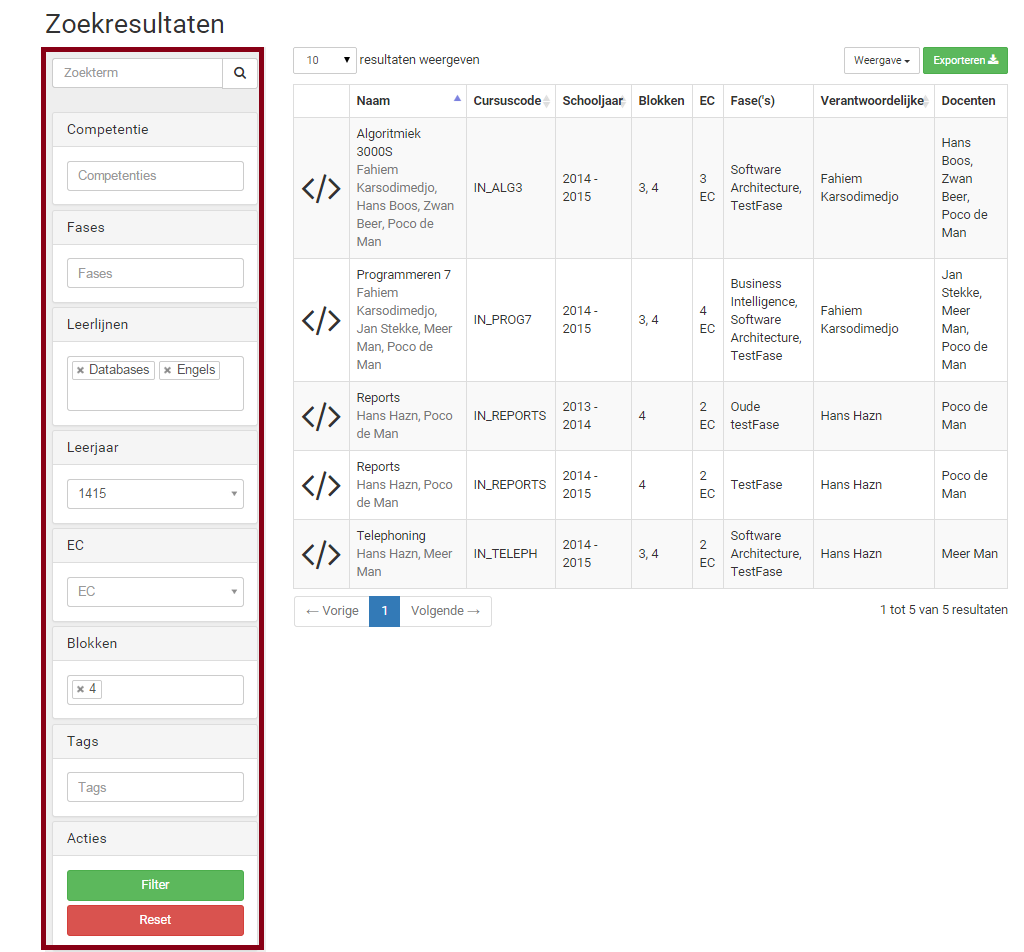 Zoekresultaten
Zoekterm
Competentie
Competenties
Fases
Fases
Leerlijnen
× Databases × Engels
Leerjaar
1415
EC
EC
Blokken
× 4
Tags
Tags
Acties
Filter
Reset
10 resultaten weergeven
Weergave Exporteren
Naam Cursuscode Schooljaar Blokken EC Fase('s) Verantwoordelijke Docenten
Algoritmiek
3000S
Fahiem
Karsodimedjo,
Hans Boos, Zwan
Beer, Poco de
Man
IN_ALG3
2014 -
2015
3, 4
3
EC
Software
Architecture,
TestFase
Fahiem
Karsodimedjo
Hans
Boos,
Zwan
Beer,
Poco de
Man
Programmeren 7
Fahiem
Karsodimedjo,
Jan Stekke, Meer
Man, Poco de
Man
IN_PROG7
2014 -
2015
3, 4
4
EC
Business
Intelligence,
Software
Architecture,
TestFase
Fahiem
Karsodimedjo
Jan
Stekke,
Meer
Man,
Poco de
Man
Reports
Hans Hazn, Poco
de Man
IN_REPORTS
2013 -
2014
4
2
EC
Oude
testFase
Hans Hazn
Poco de
Man
Reports
Hans Hazn, Poco
de Man
IN_REPORTS
2014 -
2015
4
2
EC
TestFase
Hans Hazn
Poco de
Man
Telephoning
Hans Hazn, Meer
Man
IN_TELEPH
2014 -
2015
3, 4
2
EC
Software
Architecture,
TestFase
Hans Hazn
Meer Man
← Vorige 1 Volgende →
1 tot 5 van 5 resultaten